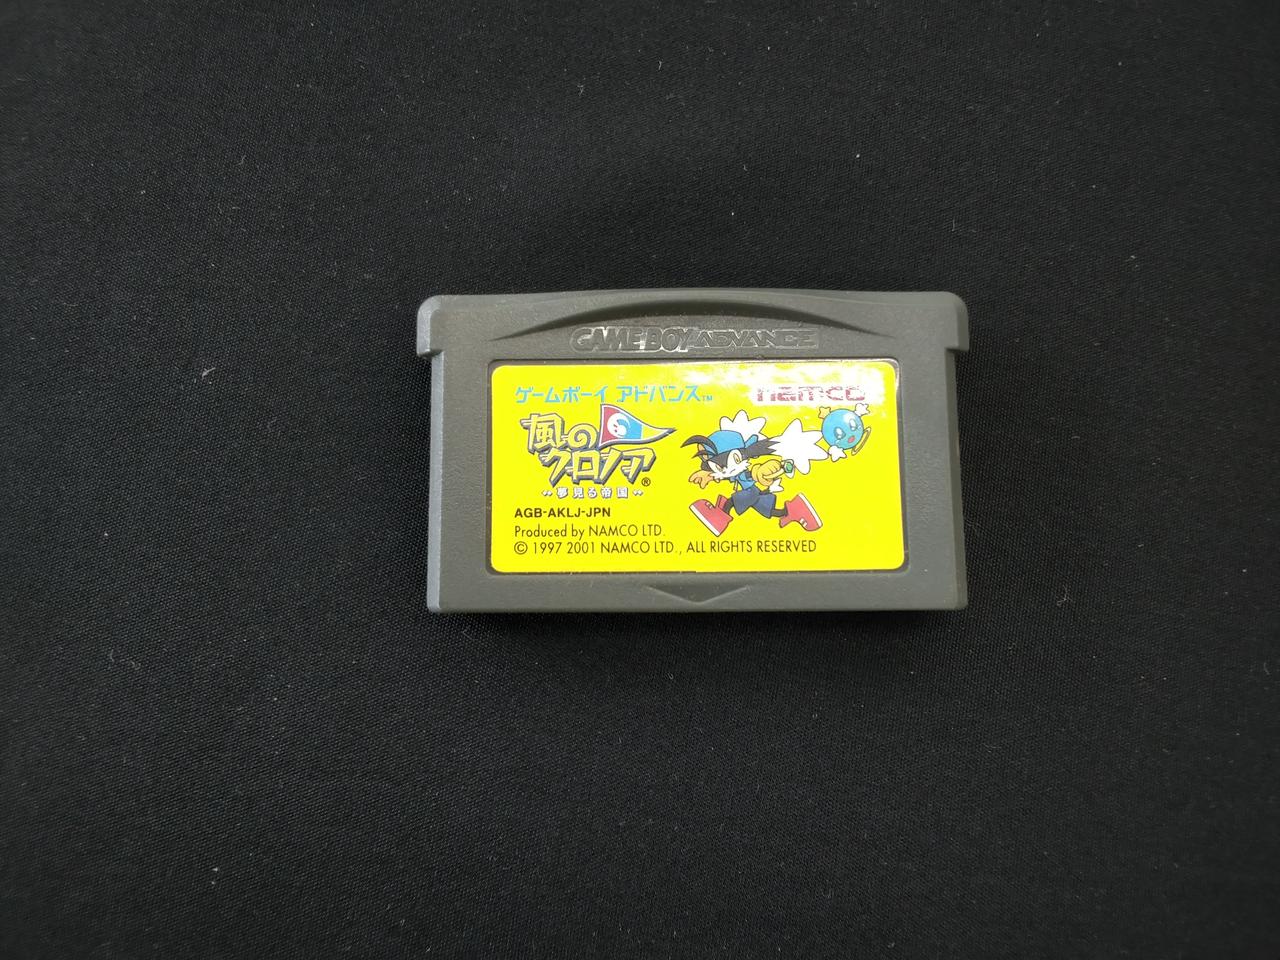 GAME BOY ADVANCE
ゲームボーイ アドバンス™
namco
風の
クロノア®
~夢見る帝国~
AGB-AKLJ-JPN
Produced by NAMCO LTD.
© 1997 2001 NAMCO LTD., ALL RIGHTS RESERVED